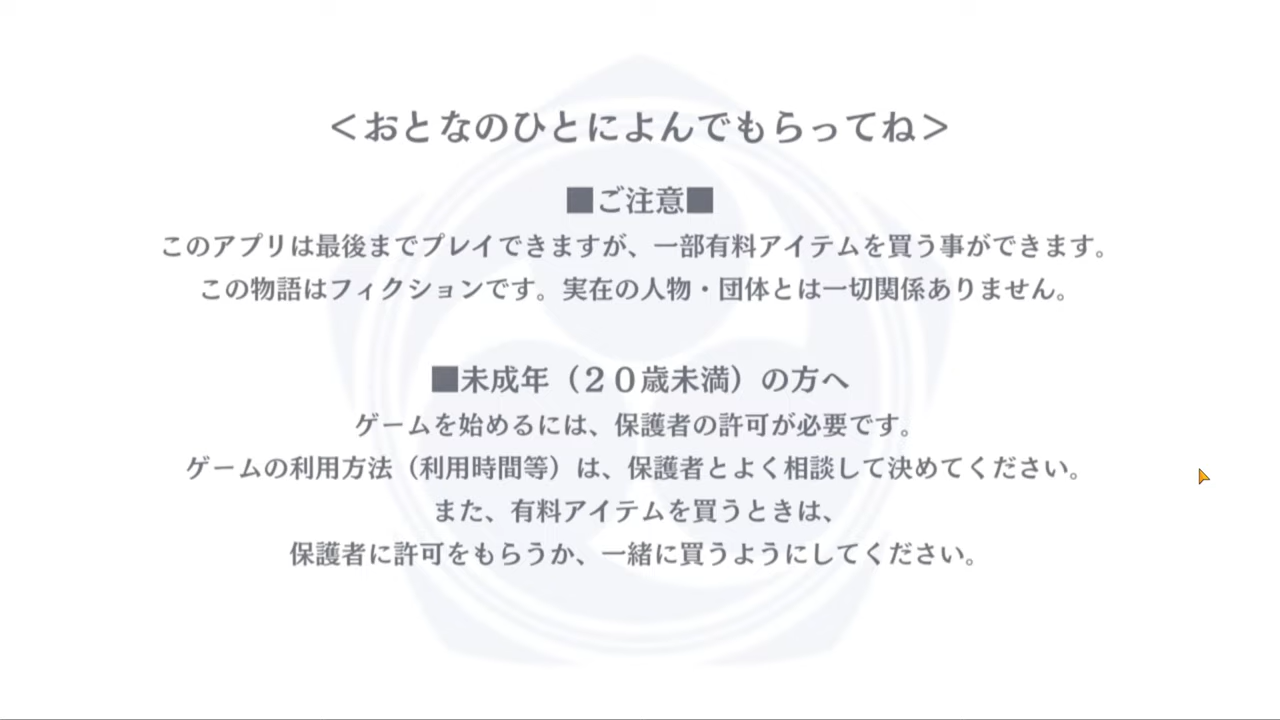 ＜おとなのひとによんでもらってね＞
■ご注意■
このアプリは最後までプレイできますが、一部有料アイテムを買う事ができます。
この物語はフィクションです。実在の人物・団体とは一切関係ありません。
■未成年（２０歳未満）の方へ
ゲームを始めるには、保護者の許可が必要です。
ゲームの利用方法（利用時間等）は、保護者とよく相談して決めてください。
また、有料アイテムを買うときは、
保護者に許可をもらうか、一緒に買うようにしてください。